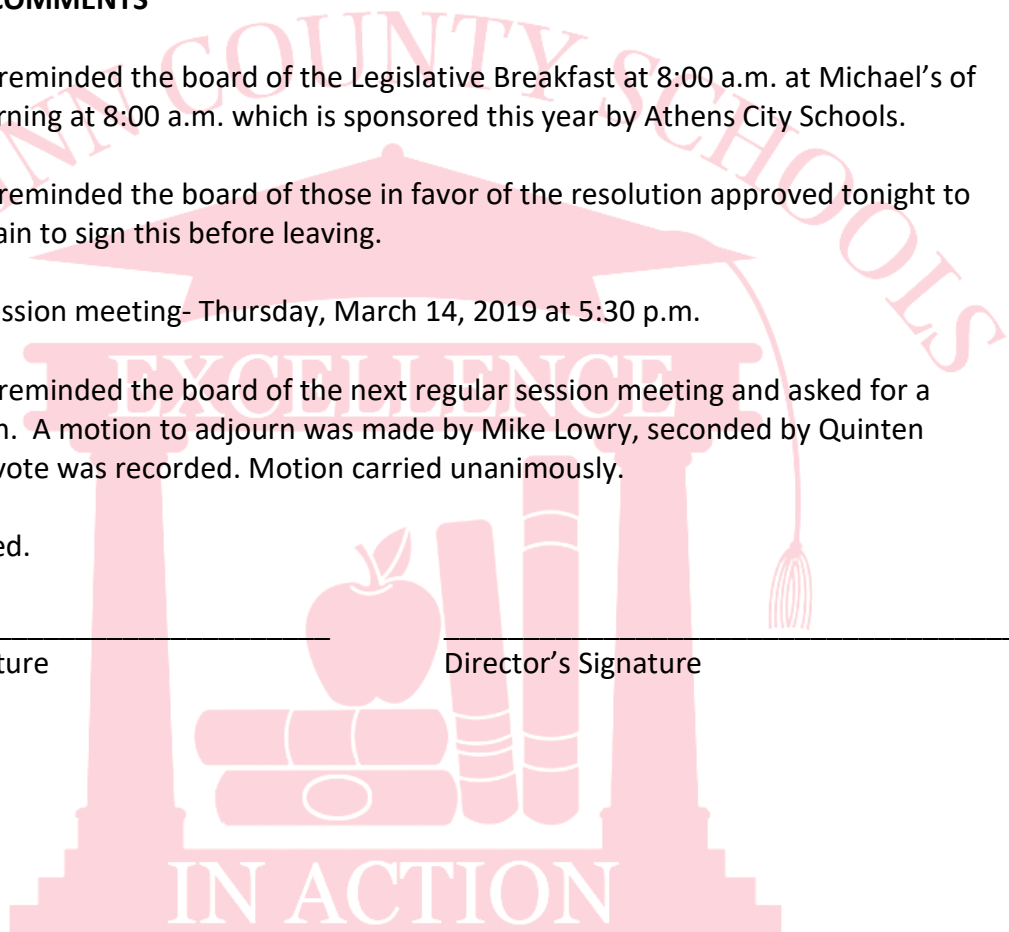 COMMENTS
reminded the board of the Legislative Breakfast at 8:00 a.m. at Michael’s of
rning at 8:00 a.m. which is sponsored this year by Athens City Schools.
reminded the board of those in favor of the resolution approved tonight to
ain to sign this before leaving.
ssion meeting- Thursday, March 14, 2019 at 5:30 p.m.
reminded the board of the next regular session meeting and asked for a
n. A motion to adjourn was made by Mike Lowry, seconded by Quinten
vote was recorded. Motion carried unanimously.
ed.
ture Director’s Signature
INN COUNTY SCHOOLS
EXCELLENCE
IN ACTION